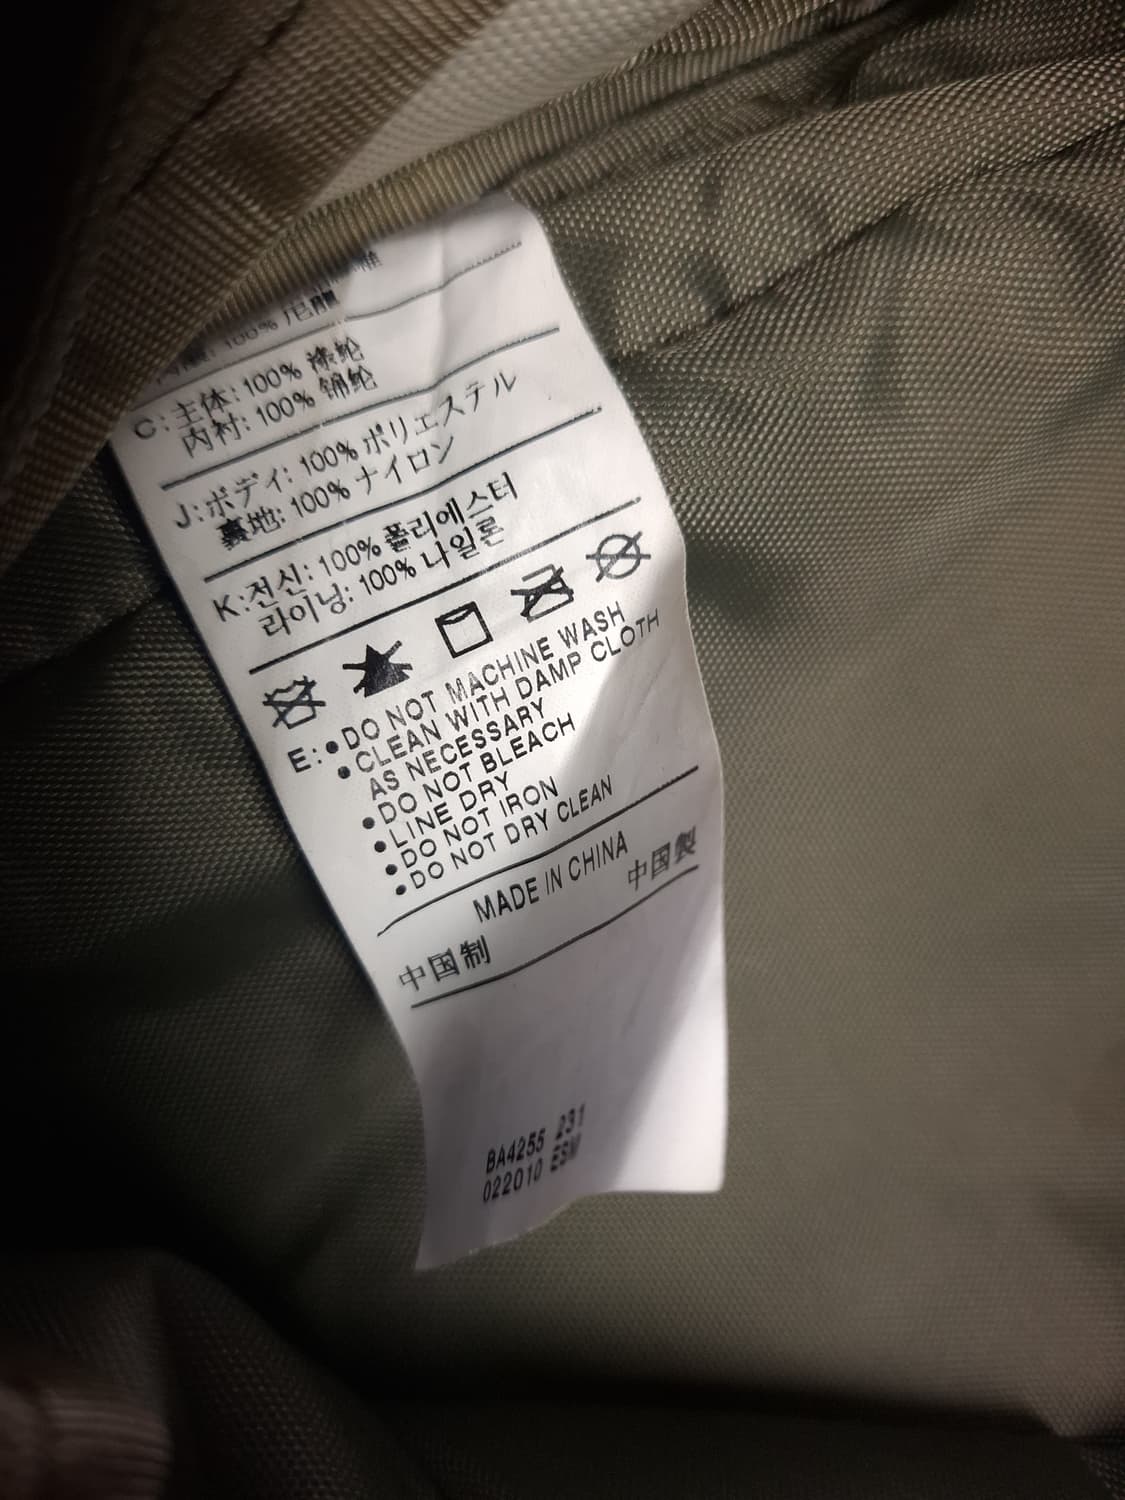 100% 尼龍
C: 主体: 100% 涤纶
内衬: 100% 锦纶
J: ボディ: 100% ポリエステル
裏地: 100% ナイロン
K: 전신: 100% 폴리에스터
라이닝: 100% 나일론
E: •DO NOT MACHINE WASH
•CLEAN WITH DAMP CLOTH
AS NECESSARY
•DO NOT BLEACH
•LINE DRY
•DO NOT IRON
•DO NOT DRY CLEAN
MADE IN CHINA
中国製
中国制
BA4255 231
022010